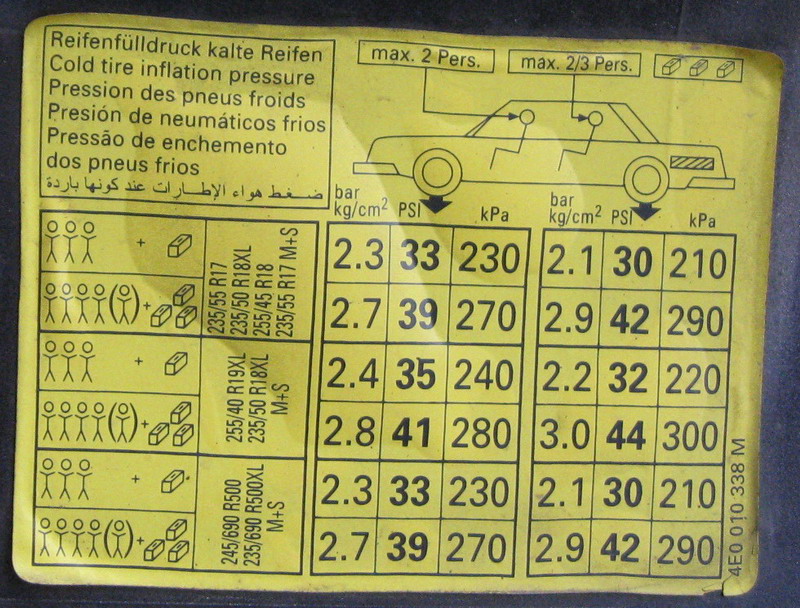 Reifenfülldruck kalte Reifen
Cold tire inflation pressure
Pression des pneus froids
Presión de neumáticos frios
Pressão de enchemento
dos pneus frios
ضغط هواء الإطارات عند كونها باردة
max. 2 Pers.
max. 2/3 Pers.
bar
kg/cm² PSI kPa
bar
kg/cm² PSI kPa
+
235/55 R17
235/50 R18XL
255/45 R18
235/55 R17 M+S
2.3 33 230 2.1 30 210
( )+
2.7 39 270 2.9 42 290
+
255/40 R19XL
235/50 R18XL
M+S
2.4 35 240 2.2 32 220
( )+
2.8 41 280 3.0 44 300
+
245/690 R500
235/690 R500XL
M+S
2.3 33 230 2.1 30 210
( )+
2.7 39 270 2.9 42 290
4E0 010 338 M